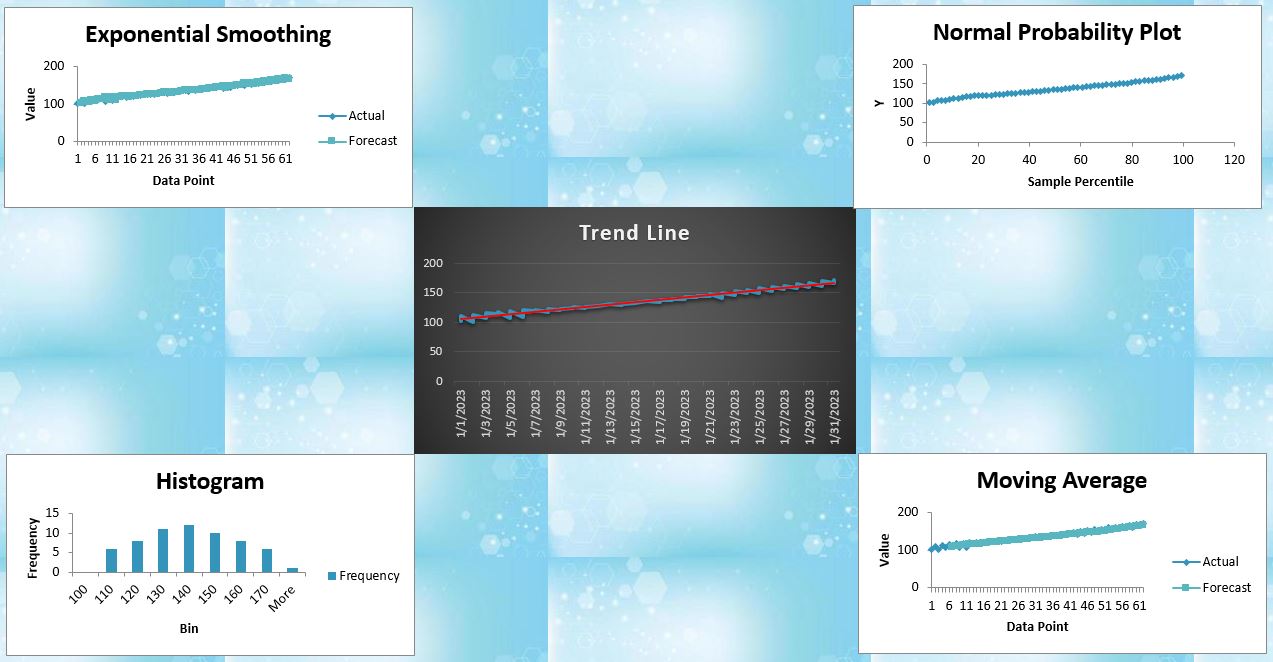 Exponential Smoothing
200
100
0
Value
1 6 11 16 21 26 31 36 41 46 51 56 61
Data Point
Actual
Forecast
Normal Probability Plot
200
150
100
50
0
Y
0 20 40 60 80 100 120
Sample Percentile
Trend Line
200
150
100
50
0
1/1/2023 1/3/2023 1/5/2023 1/7/2023 1/9/2023 1/11/2023 1/13/2023 1/15/2023 1/17/2023 1/19/2023 1/21/2023 1/23/2023 1/25/2023 1/27/2023 1/29/2023 1/31/2023
Histogram
15
10
5
0
Frequency
100 110 120 130 140 150 160 170 More
Bin
Frequency
Moving Average
200
100
0
Value
1 6 11 16 21 26 31 36 41 46 51 56 61
Data Point
Actual
Forecast